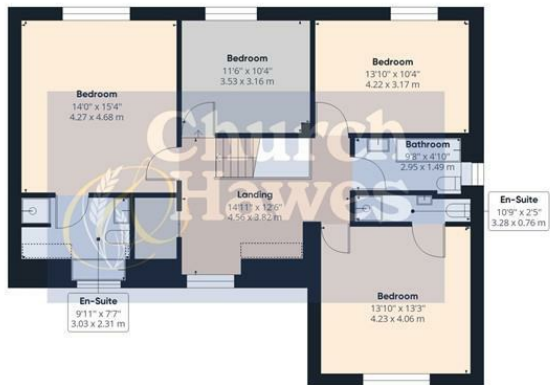 Bedroom
11'6" x 10'4"
3.53 x 3.16 m
Bedroom
13'10" x 10'4"
4.22 x 3.17 m
Bedroom
14'0" x 15'4"
4.27 x 4.68 m
Church
Hawes
Bathroom
9'8" x 4'10"
2.95 x 1.49 m
Landing
14'11" x 12'6"
4.56 x 3.82 m
En-Suite
10'9" x 2'5"
3.28 x 0.76 m
En-Suite
9'11" x 7'7"
3.03 x 2.31 m
Bedroom
13'10" x 13'3"
4.23 x 4.06 m